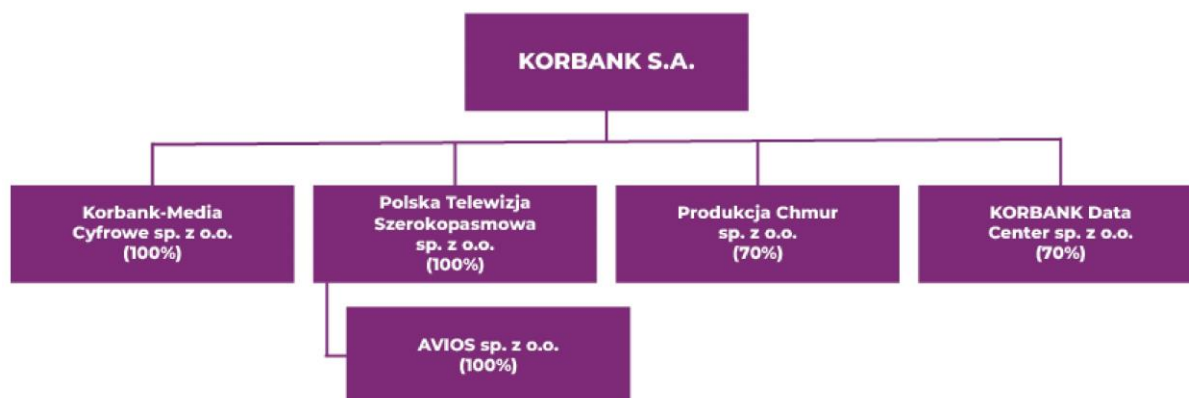 KORBANK S.A.
Korbank-Media
Cyfrowe sp. z o.o.
(100%)
Polska Telewizja
Szerokopasmowa
sp. z o.o.
(100%)
Produkcja Chmur
sp. z o.o.
(70%)
KORBANK Data
Center sp. z o.o.
(70%)
AVIOS sp. z o.o.
(100%)